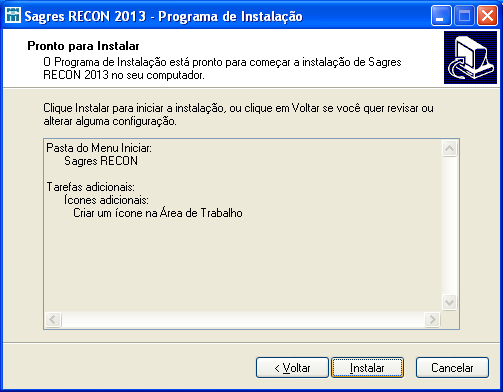 Sagres RECON 2013 - Programa de Instalação
Pronto para Instalar
O Programa de Instalação está pronto para começar a instalação de Sagres
RECON 2013 no seu computador.
Clique Instalar para iniciar a instalação, ou clique em Voltar se você quer revisar ou
alterar alguma configuração.
Pasta do Menu Iniciar:
Sagres RECON
Tarefas adicionais:
Ícones adicionais:
Criar um ícone na Área de Trabalho
< Voltar
Instalar
Cancelar